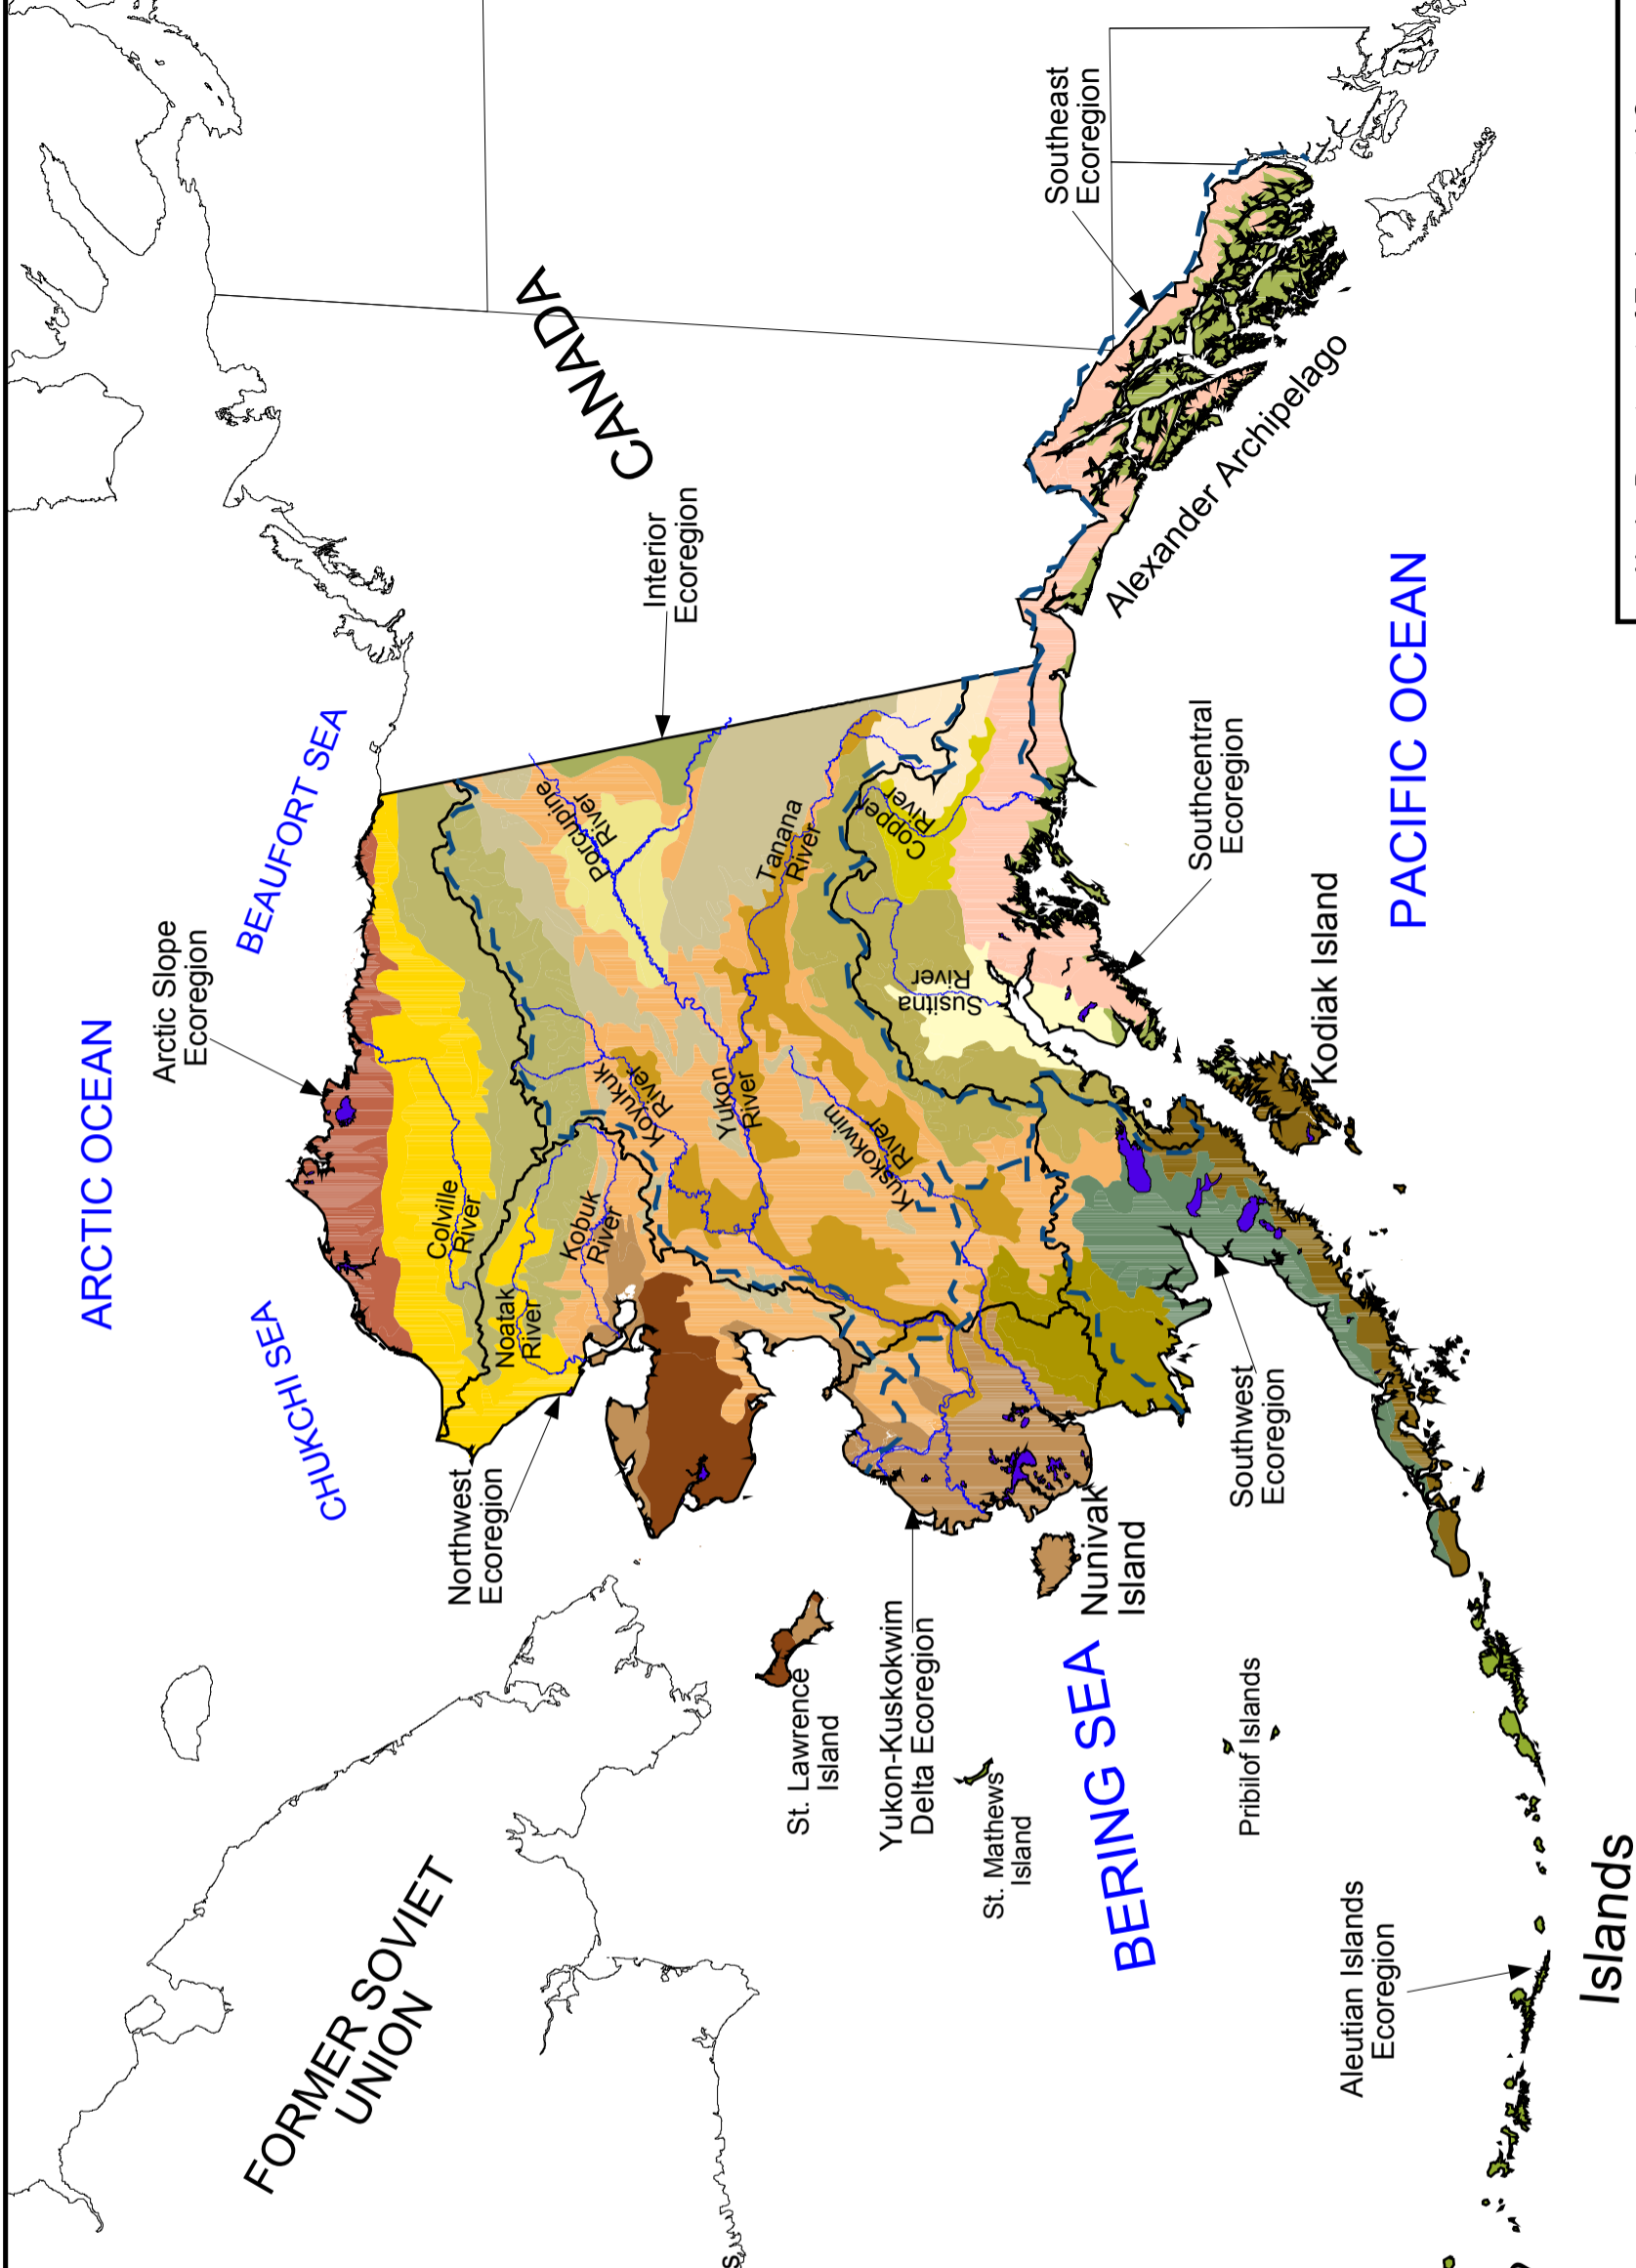 ARCTIC OCEAN
BEAUFORT SEA
CHUKCHI SEA
Arctic Slope
Ecoregion
FORMER SOVIET
UNION
CANADA
Northwest
Ecoregion
Interior
Ecoregion
Southeast
Ecoregion
Colville
River
Noatak
River
Kobuk
River
Koyukuk
River
Porcupine
River
Yukon
River
Tanana
River
Kuskokwim
River
Copper
River
Susitna
River
St. Lawrence
Island
Yukon-Kuskokwim
Delta Ecoregion
St. Mathews
Island
Nunivak
Island
BERING SEA
Pribilof Islands
Southwest
Ecoregion
Southcentral
Ecoregion
Kodiak Island
Alexander Archipelago
PACIFIC OCEAN
Aleutian Islands
Ecoregion
Islands